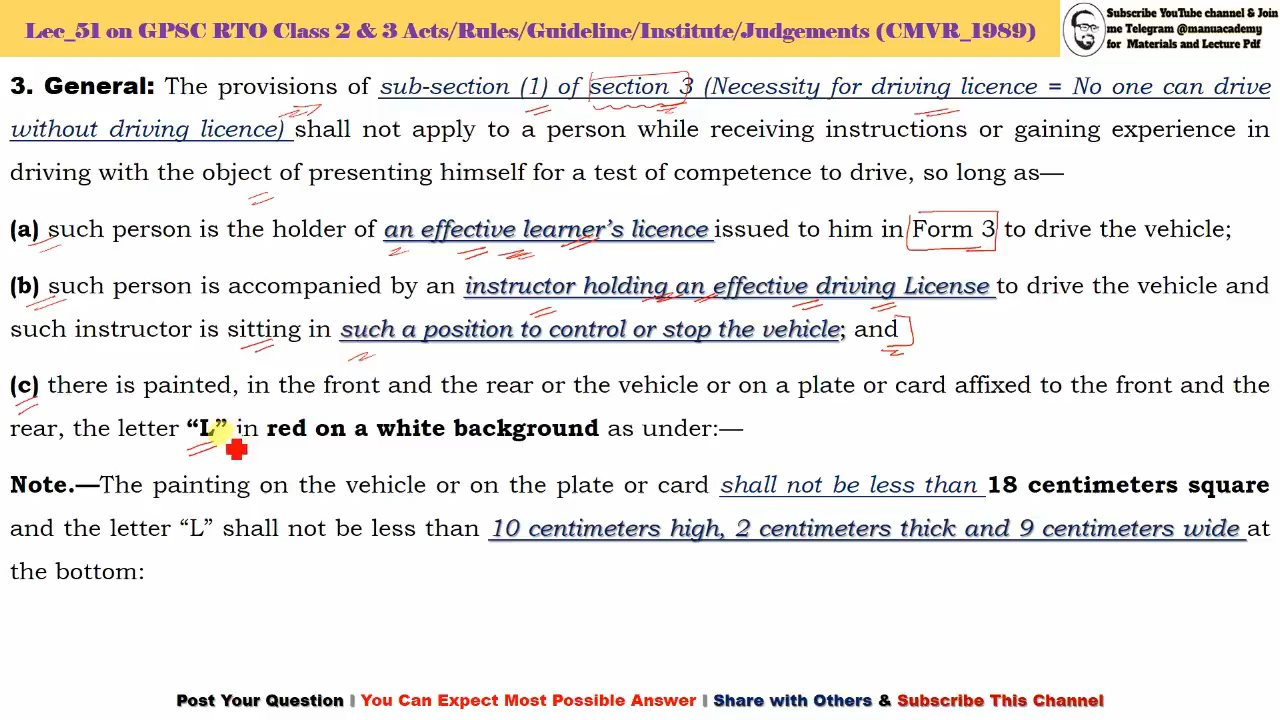 Lec_51 on GPSC RTO Class 2 & 3 Acts/Rules/Guideline/Institute/Judgements (CMVR_1989)
Subscribe YouTube channel & Join
me Telegram @manuacademy
for Materials and Lecture Pdf
3. General: The provisions of sub-section (1) of section 3 (Necessity for driving licence = No one can drive
without driving licence) shall not apply to a person while receiving instructions or gaining experience in
driving with the object of presenting himself for a test of competence to drive, so long as—
(a) such person is the holder of an effective learner's licence issued to him in Form 3 to drive the vehicle;
(b) such person is accompanied by an instructor holding an effective driving License to drive the vehicle and
such instructor is sitting in such a position to control or stop the vehicle; and
(c) there is painted, in the front and the rear or the vehicle or on a plate or card affixed to the front and the
rear, the letter “L” in red on a white background as under:—
Note.—The painting on the vehicle or on the plate or card shall not be less than 18 centimeters square
and the letter “L” shall not be less than 10 centimeters high, 2 centimeters thick and 9 centimeters wide at
the bottom:
Post Your Question | You Can Expect Most Possible Answer | Share with Others & Subscribe This Channel